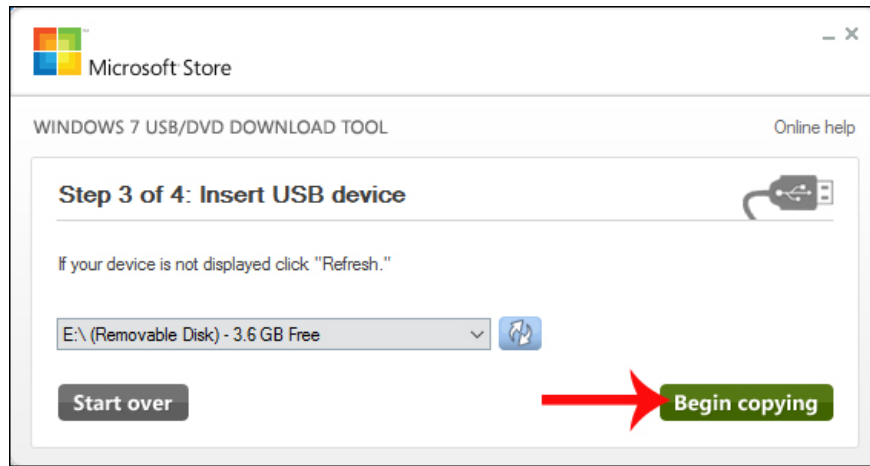 Microsoft Store
WINDOWS 7 USB/DVD DOWNLOAD TOOL
Online help
Step 3 of 4: Insert USB device
If your device is not displayed click "Refresh."
E:\ (Removable Disk) - 3.6 GB Free
Start over
Begin copying